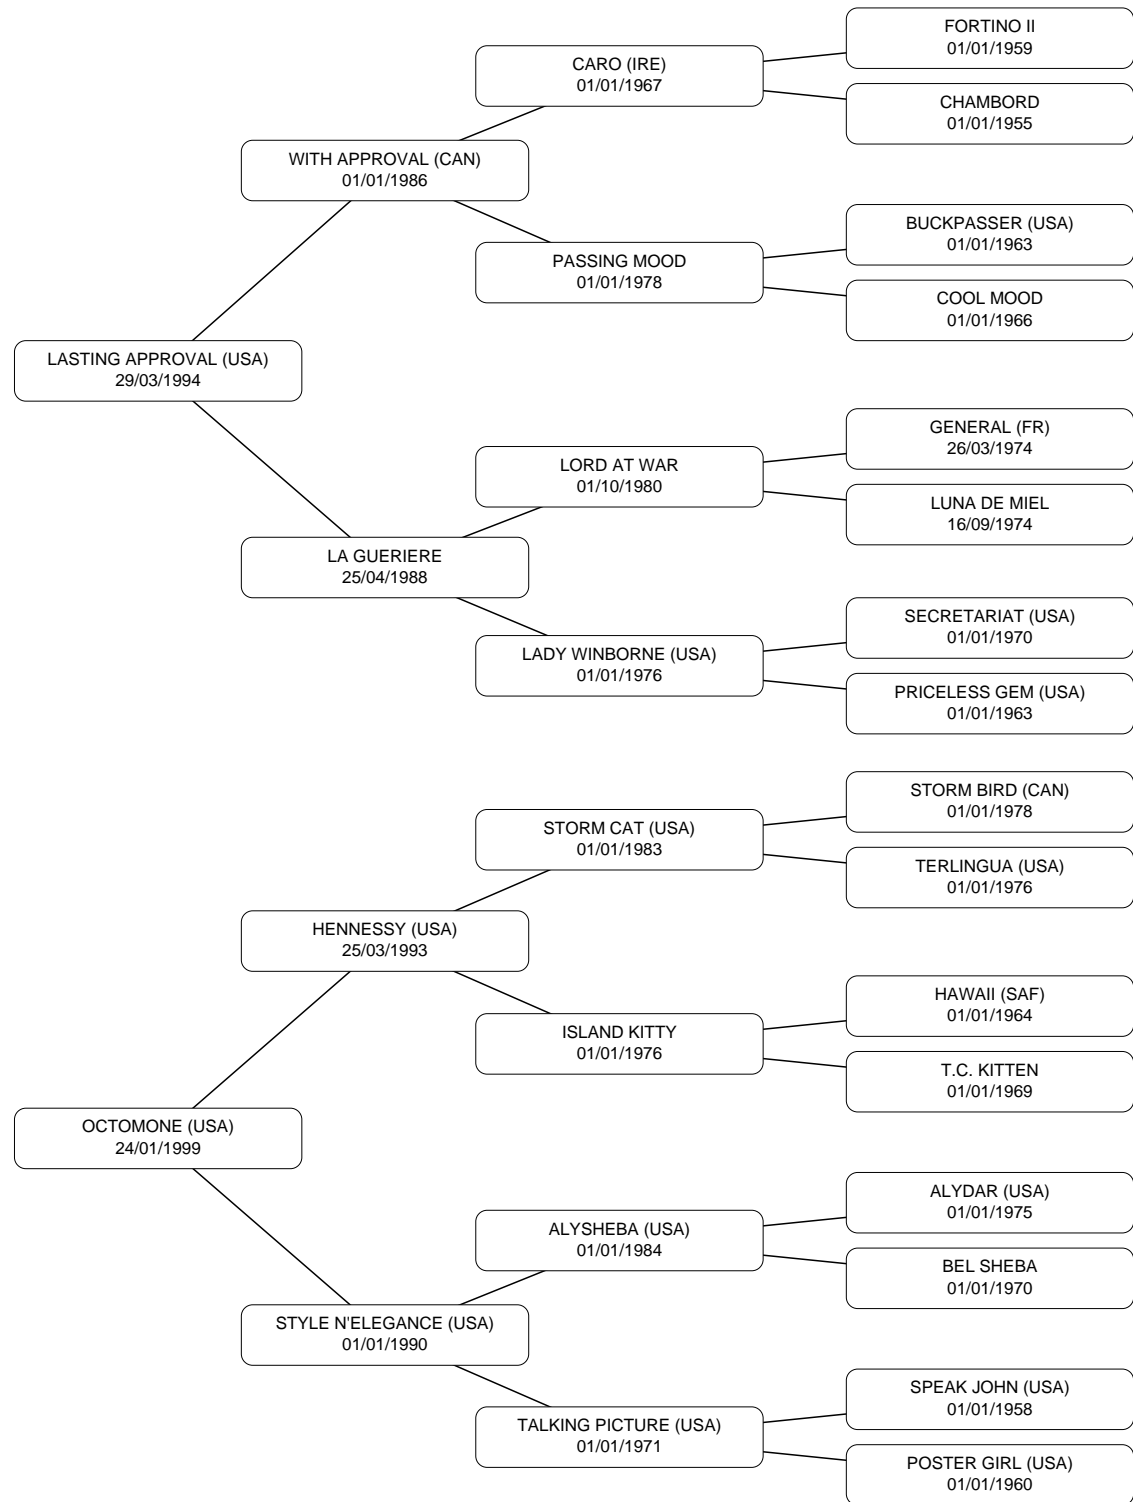 FORTINO II
01/01/1959
CARO (IRE)
01/01/1967
CHAMBORD
01/01/1955
WITH APPROVAL (CAN)
01/01/1986
BUCKPASSER (USA)
01/01/1963
PASSING MOOD
01/01/1978
COOL MOOD
01/01/1966
LASTING APPROVAL (USA)
29/03/1994
GENERAL (FR)
26/03/1974
LORD AT WAR
01/10/1980
LUNA DE MIEL
16/09/1974
LA GUERIERE
25/04/1988
SECRETARIAT (USA)
01/01/1970
LADY WINBORNE (USA)
01/01/1976
PRICELESS GEM (USA)
01/01/1963
STORM BIRD (CAN)
01/01/1978
STORM CAT (USA)
01/01/1983
TERLINGUA (USA)
01/01/1976
HENNESSY (USA)
25/03/1993
HAWAII (SAF)
01/01/1964
ISLAND KITTY
01/01/1976
T.C. KITTEN
01/01/1969
OCTOMONE (USA)
24/01/1999
ALYDAR (USA)
01/01/1975
ALYSHEBA (USA)
01/01/1984
BEL SHEBA
01/01/1970
STYLE N'ELEGANCE (USA)
01/01/1990
SPEAK JOHN (USA)
01/01/1958
TALKING PICTURE (USA)
01/01/1971
POSTER GIRL (USA)
01/01/1960